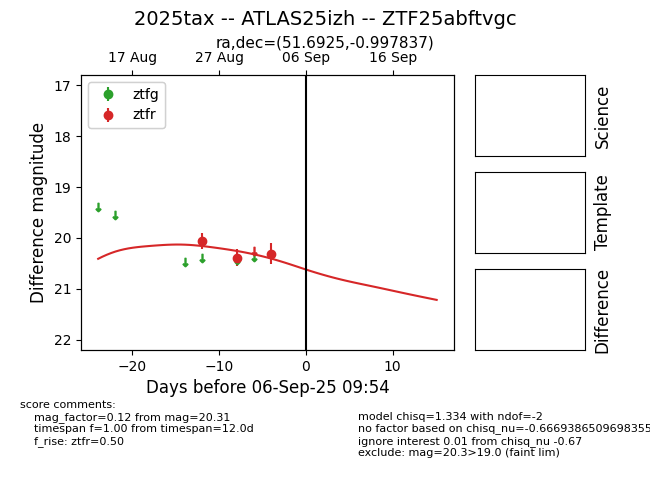 2025tax -- ATLAS25izh -- ZTF25abftvgc
ra,dec=(51.6925,-0.997837)
17 Aug 27 Aug 06 Sep 16 Sep
ztfg
ztfr
17
18
19
20
21
22
Difference magnitude
−20 −10 0 10
Days before 06-Sep-25 09:54
Science
Template
Difference
score comments:
mag_factor=0.12 from mag=20.31
timespan f=1.00 from timespan=12.0d
f_rise: ztfr=0.50
model chisq=1.334 with ndof=-2
no factor based on chisq_nu=-0.6669386509698355
ignore interest 0.01 from chisq_nu -0.67
exclude: mag=20.3>19.0 (faint lim)